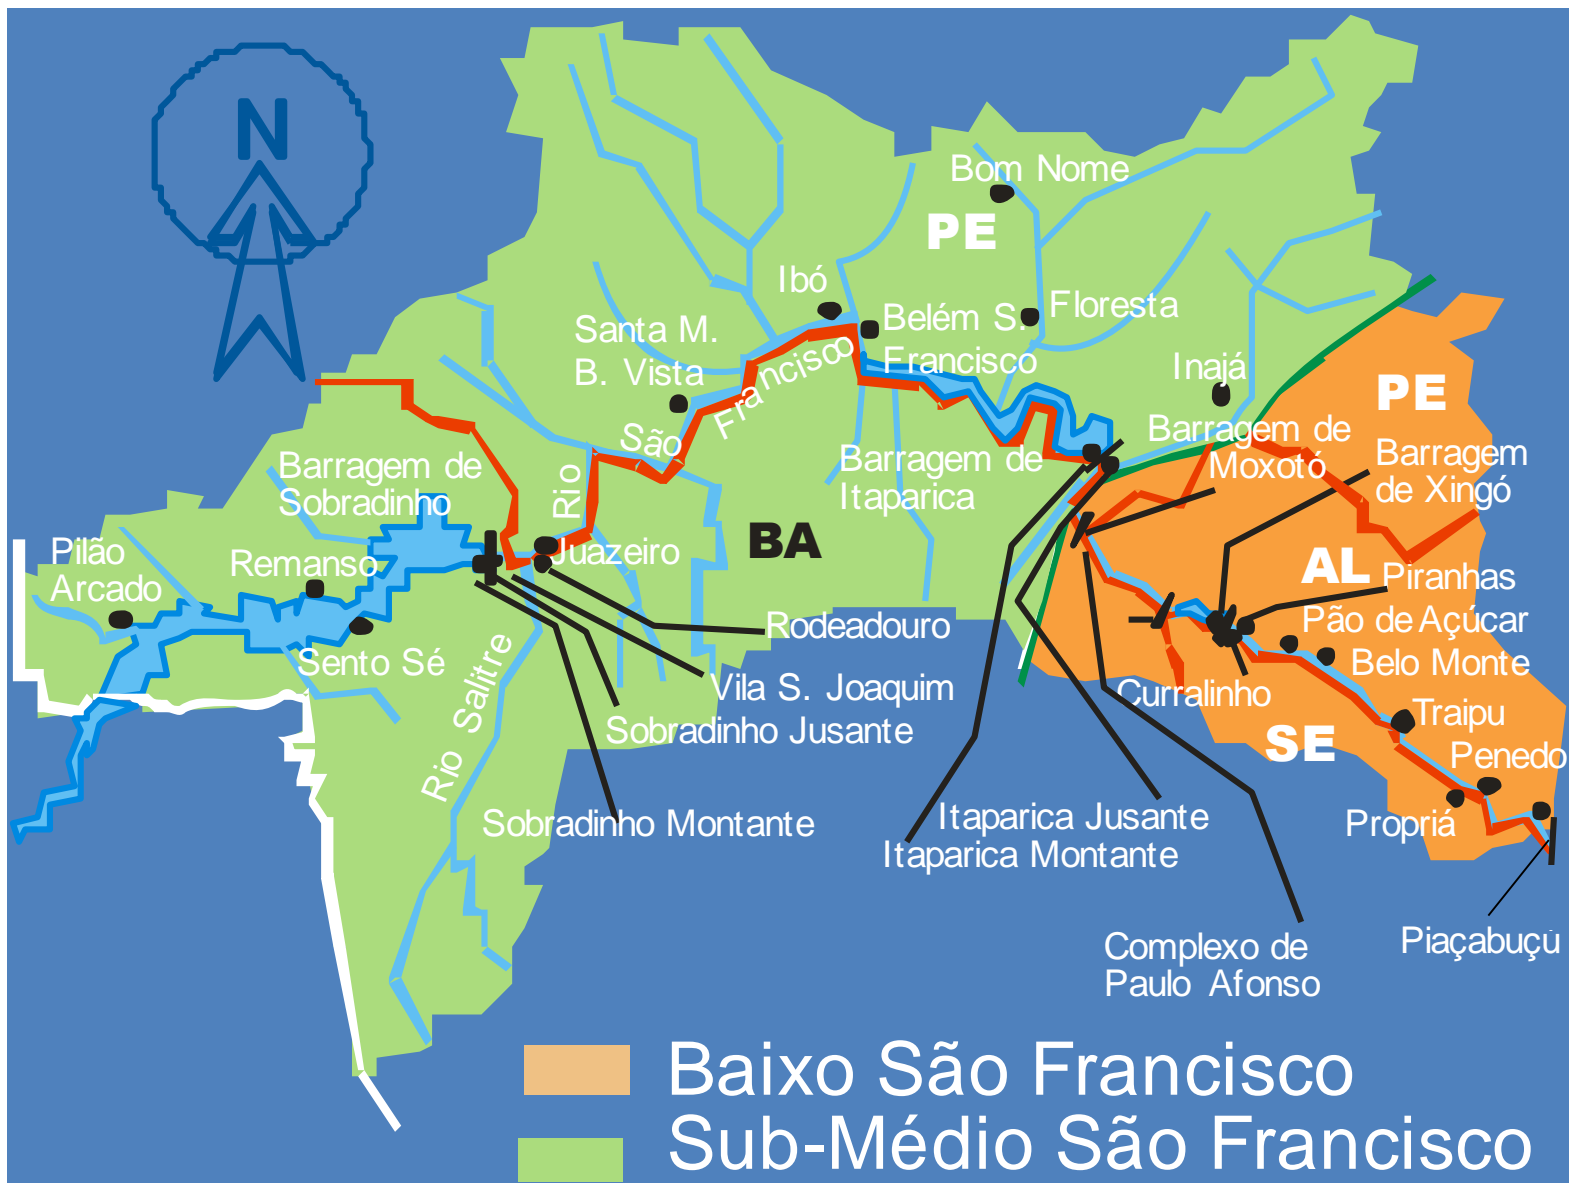 N
Bom Nome
PE
Ibó
Floresta
Belém S.
Francisco
Santa M.
B. Vista
Inajá
PE
Rio São Francisco
Barragem de
Moxotó
Barragem
de Xingó
Barragem de
Itaparica
Barragem de
Sobradinho
BA
Pilão
Arcado
Remanso
Juazeiro
AL
Piranhas
Pão de Açúcar
Belo Monte
Rodeadouro
Sento Sé
Rio Salitre
Vila S. Joaquim
Curralinho
Traipu
Sobradinho Jusante
SE
Penedo
Sobradinho Montante
Itaparica Jusante
Itaparica Montante
Propriá
Complexo de
Paulo Afonso
Piaçabuçú
Baixo São Francisco
Sub-Médio São Francisco